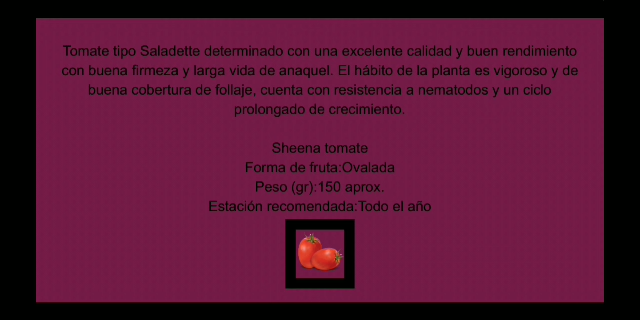 Tomate tipo Saladette determinado con una excelente calidad y buen rendimiento
con buena firmeza y larga vida de anaquel. El hábito de la planta es vigoroso y de
buena cobertura de follaje, cuenta con resistencia a nematodos y un ciclo
prolongado de crecimiento.
Sheena tomate
Forma de fruta:Ovalada
Peso (gr):150 aprox.
Estación recomendada:Todo el año